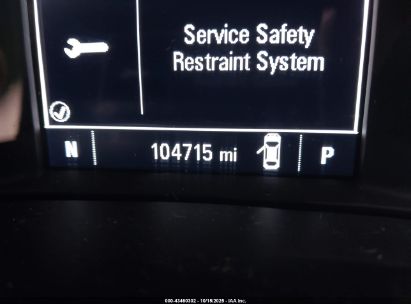 Service Safety
Restraint System
N 104715 mi P